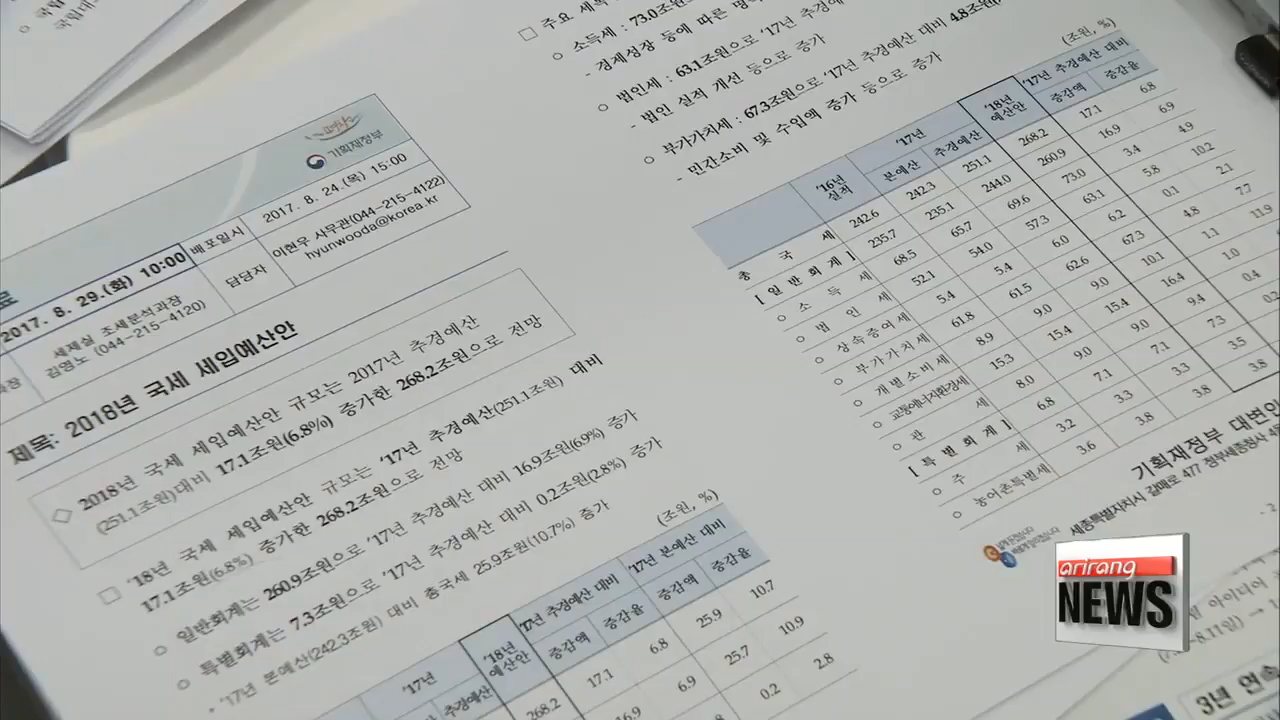 기획재정부
2017. 8. 29.(화) 10:00
배포일시
2017. 8. 24.(목) 15:00
세제실 조세분석과장
김영노 (044-215-4120)
담당자
이현우 사무관(044-215-4122)
hyunwooda@korea.kr
제목: 2018년 국세 세입예산안
◇ 2018년 국세 세입예산안 규모는 2017년 추경예산
(251.1조원)대비 17.1조원(6.8%) 증가한 268.2조원으로 전망
□ '18년 국세 세입예산안 규모는 '17년 추경예산(251.1조원) 대비
17.1조원(6.8%) 증가한 268.2조원으로 전망
○ 일반회계는 260.9조원으로 '17년 추경예산 대비 16.9조원(6.9%) 증가
○ 특별회계는 7.3조원으로 '17년 추경예산 대비 0.2조원(2.8%) 증가
* '17년 본예산(242.3조원) 대비 총국세 25.9조원(10.7%) 증가
(조원, %)
'17년
추경예산
'18년
예산안
'17년 추경예산 대비
증감액 증감율
'17년 본예산 대비
증감액 증감율
268.2 17.1 6.8 25.9 10.7
16.9 6.9 25.7 10.9
0.2 2.8
□ 주요 세목
○ 소득세 : 73.0조원
- 경제성장 등에 따른
○ 법인세 : 63.1조원으로 '17년 추경예
- 법인 실적 개선 등으로 증가
○ 부가가치세 : 67.3조원으로 '17년 추경예산 대비 4.8조원
- 민간소비 및 수입액 증가 등으로 증가
(조원, %)
'16년
실적
'17년
본예산 추경예산
'18년
예산안
'17년 추경예산 대비
증감액 증감율
총 국 세 242.6 242.3 251.1 268.2 17.1 6.8
[ 일 반 회 계 ] 235.7 235.1 244.0 260.9 16.9 6.9
○ 소 득 세 68.5 65.7 69.6 73.0 3.4 4.9
○ 법 인 세 52.1 54.0 57.3 63.1 5.8 10.2
○ 상속증여세 5.4 5.4 6.0 6.2 0.1 2.1
○ 부가가치세 61.8 61.5 62.6 67.3 4.8 7.7
○ 개별소비세 8.9 9.0 9.0 10.1 1.1 11.9
○ 교통에너지환경세 15.3 15.4 15.4 16.4 1.0
○ 관 세 8.0 9.0 9.0 9.4 0.4
[ 특 별 회 계 ] 6.8 7.1 7.1 7.3
○ 주 세 3.2 3.3 3.3 3.5
○ 농어촌특별세 3.6 3.8 3.8 3.8
기획재정부 대변인
세종특별자치시 갈매로 477 정부세종청사
arirang
NEWS
아이디어
3년 연속